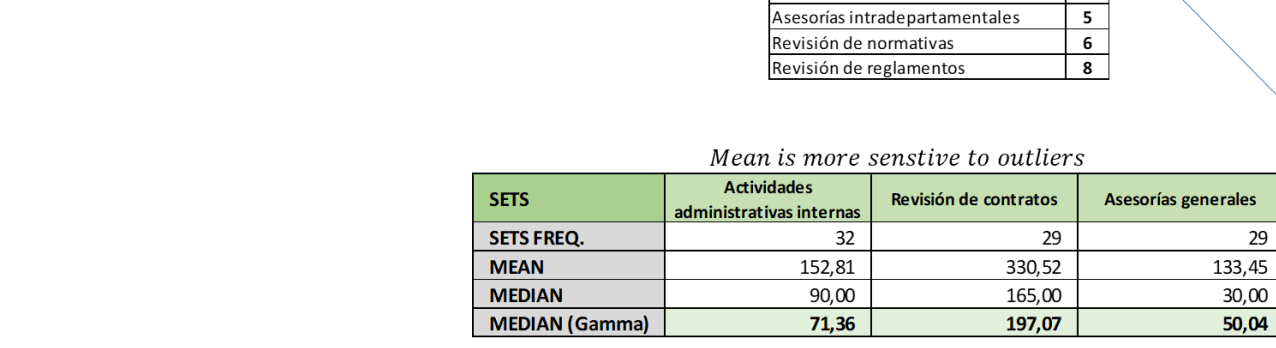 Asesorías intradepartamentales 5
Revisión de normativas 6
Revisión de reglamentos 8
Mean is more senstive to outliers
SETS Actividades administrativas internas Revisión de contratos Asesorías generales
SETS FREQ. 32 29 29
MEAN 152,81 330,52 133,45
MEDIAN 90,00 165,00 30,00
MEDIAN (Gamma) 71,36 197,07 50,04